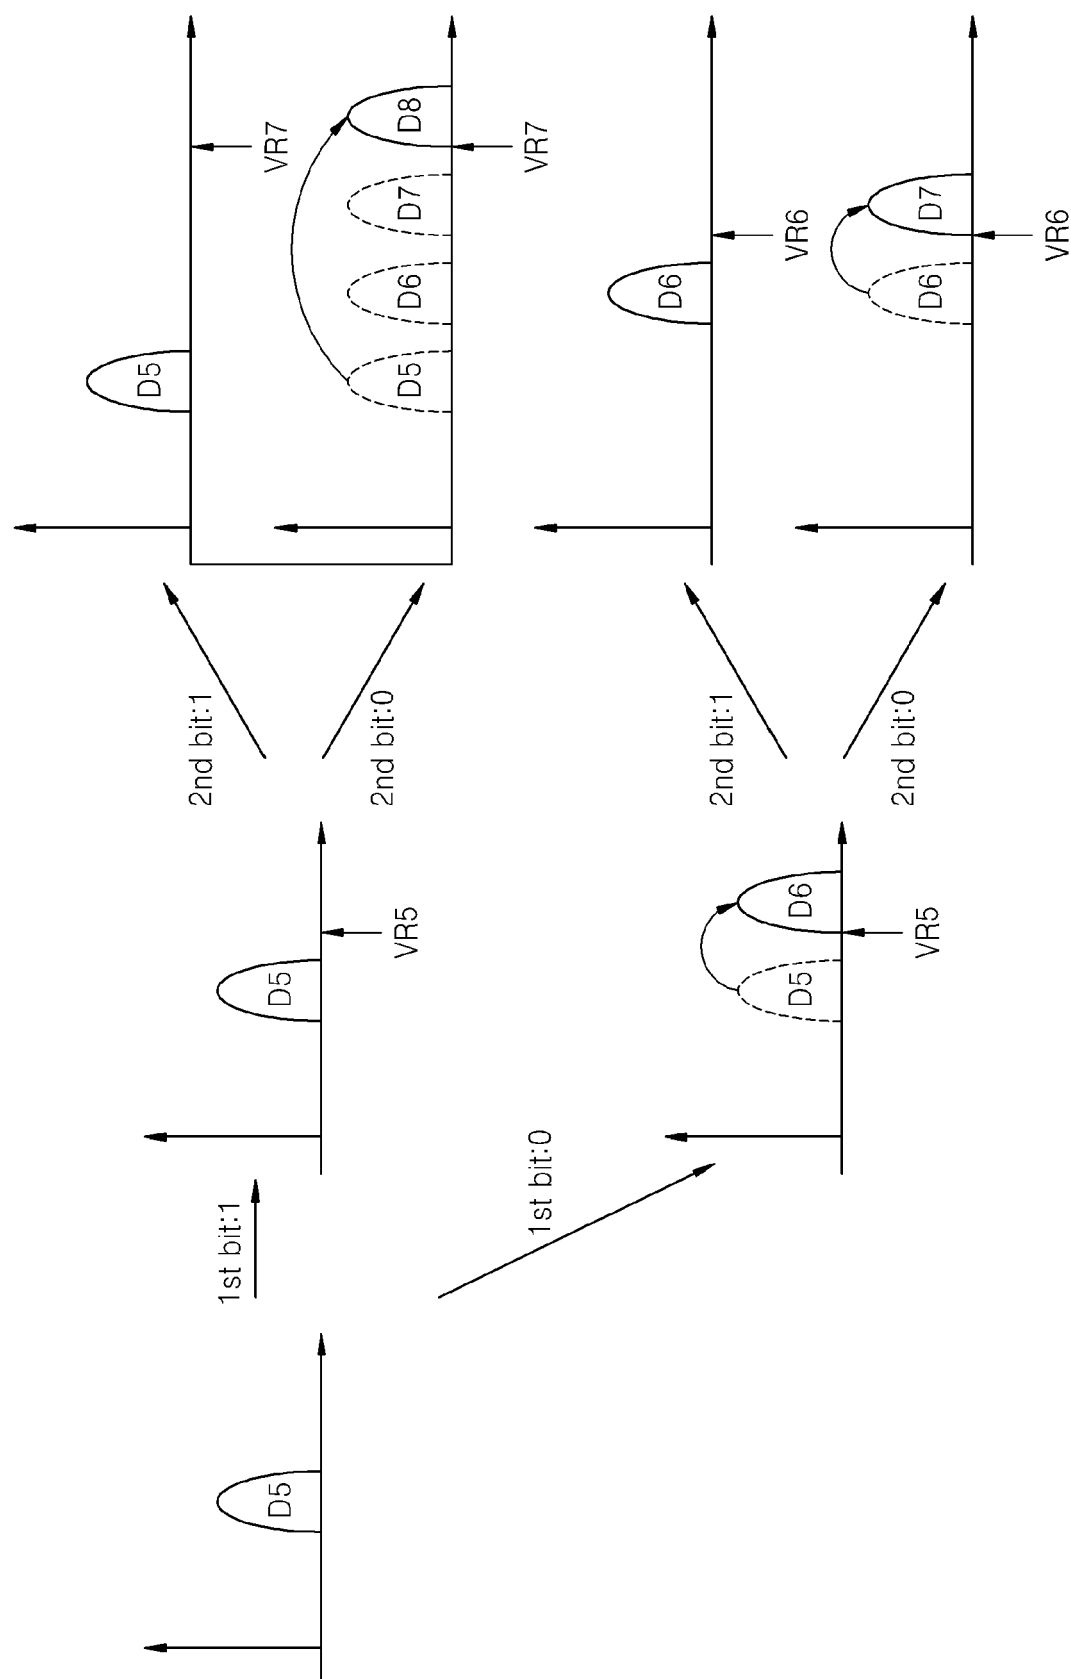 D5
1st bit:1
1st bit:0
D5
VR5
D5 D6
VR5
2nd bit:1
2nd bit:0
2nd bit:1
2nd bit:0
D5
VR7
D5 D6 D7 D8
VR7
D6
VR6
D6 D7
VR6